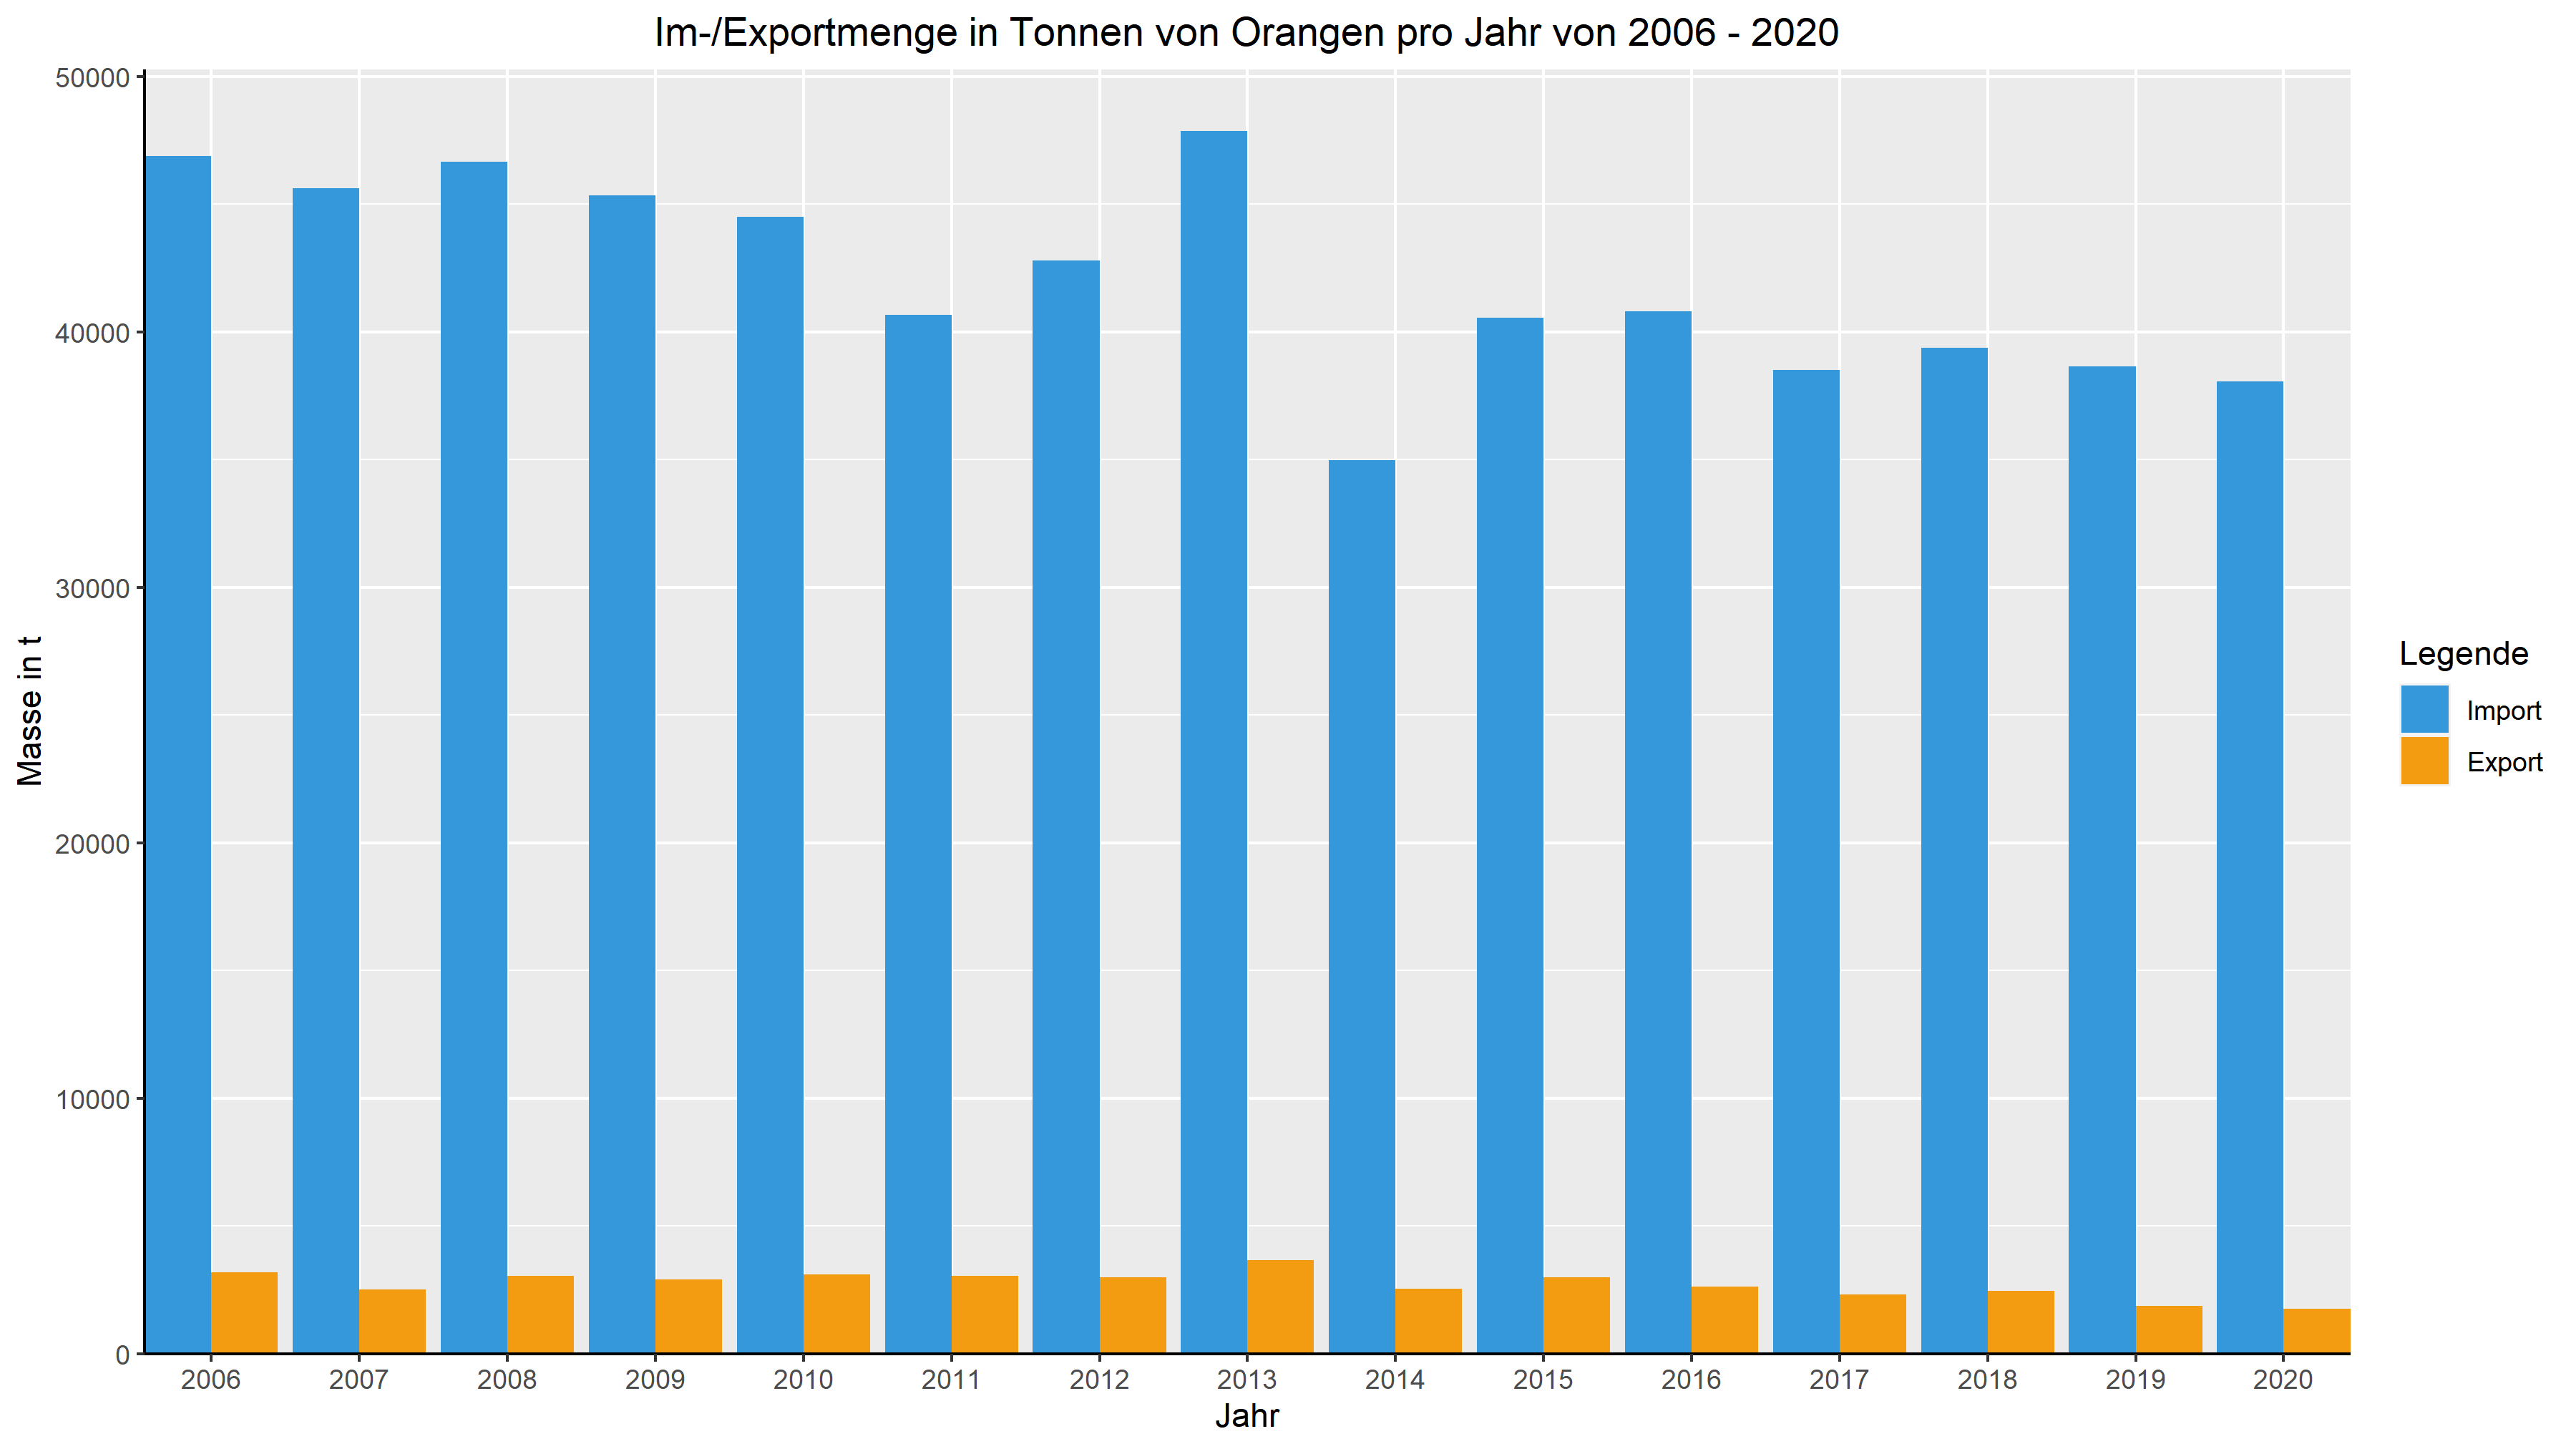 Im-/Exportmenge in Tonnen von Orangen pro Jahr von 2006 - 2020
50000
40000
30000
20000
10000
0
Masse in t
2006 2007 2008 2009 2010 2011 2012 2013 2014 2015 2016 2017 2018 2019 2020
Jahr
Legende
Import
Export